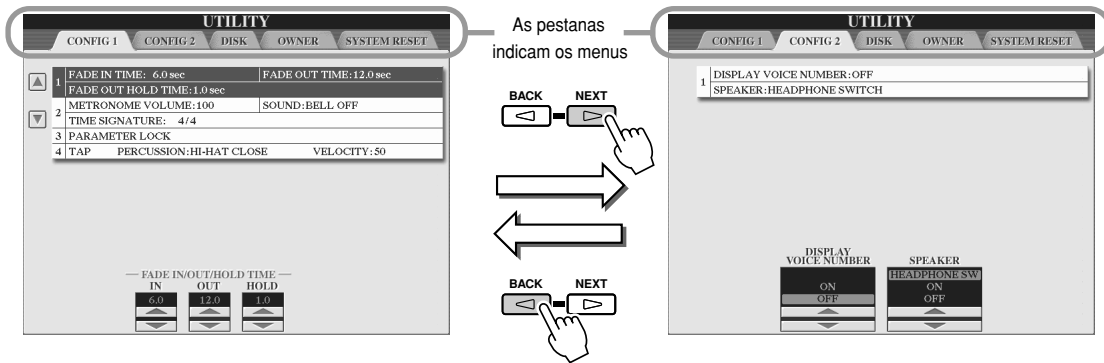 UTILITY
CONFIG 1 CONFIG 2 DISK OWNER SYSTEM RESET
1 FADE IN TIME: 6.0 sec FADE OUT TIME:12.0 sec
FADE OUT HOLD TIME:1.0 sec
2 METRONOME VOLUME:100 SOUND:BELL OFF
TIME SIGNATURE: 4/4
3 PARAMETER LOCK
4 TAP PERCUSSION:HI-HAT CLOSE VELOCITY:50
FADE IN/OUT/HOLD TIME
IN OUT HOLD
6.0 12.0 1.0
As pestanas
indicam os menus
BACK NEXT
BACK NEXT
UTILITY
CONFIG 1 CONFIG 2 DISK OWNER SYSTEM RESET
1 DISPLAY VOICE NUMBER:OFF
SPEAKER:HEADPHONE SWITCH
DISPLAY
VOICE NUMBER
ON
OFF
SPEAKER
HEADPHONE SW
ON
OFF